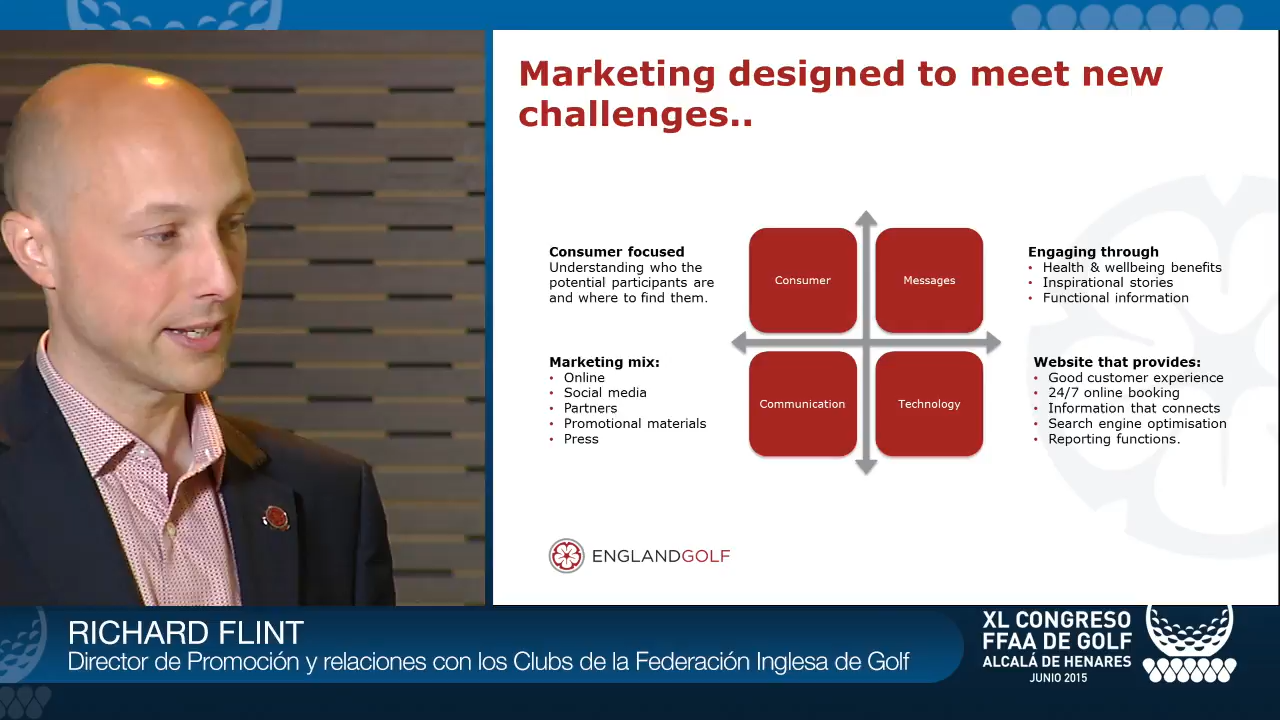 Marketing designed to meet new
challenges..
Consumer focused
Understanding who the
potential participants are
and where to find them.
Consumer
Messages
Engaging through
• Health & wellbeing benefits
• Inspirational stories
• Functional information
Marketing mix:
• Online
• Social media
• Partners
• Promotional materials
• Press
Communication
Technology
Website that provides:
• Good customer experience
• 24/7 online booking
• Information that connects
• Search engine optimisation
• Reporting functions.
ENGLANDGOLF
RICHARD FLINT
Director de Promoción y relaciones con los Clubs de la Federación Inglesa de Golf
XL CONGRESO
FFAA DE GOLF
ALCALÁ DE HENARES
JUNIO 2015